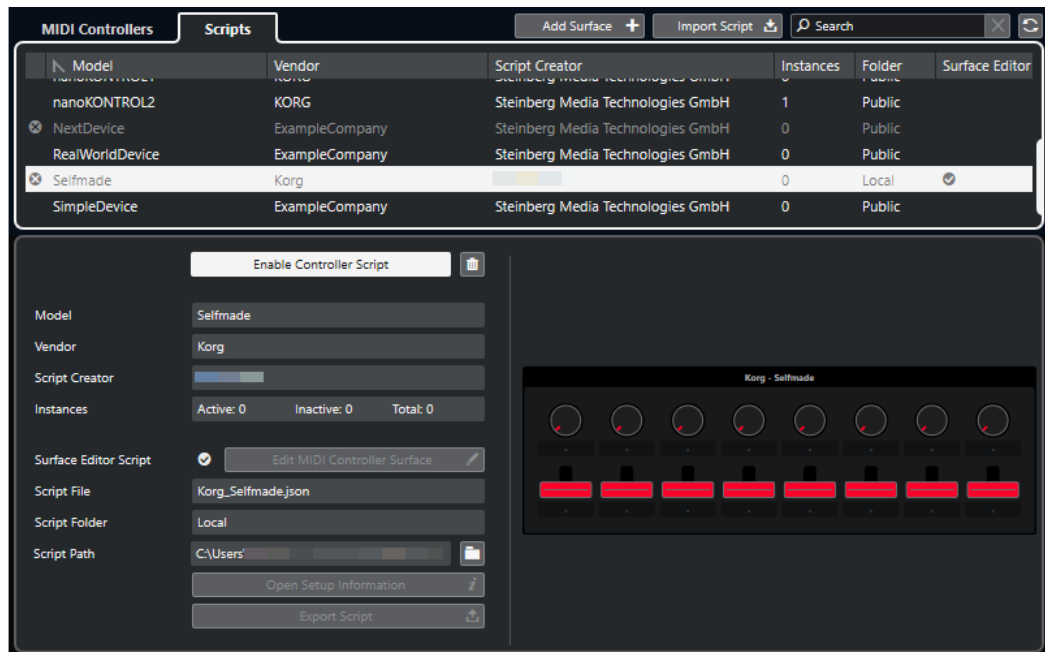 MIDI Controllers Scripts Add Surface Import Script Search
Model Vendor Script Creator Instances Folder Surface Editor
nanoKONTROL2 KORG Steinberg Media Technologies GmbH 1 Public
NextDevice ExampleCompany Steinberg Media Technologies GmbH 0 Public
RealWorldDevice ExampleCompany Steinberg Media Technologies GmbH 0 Public
Selfmade Korg 0 Local
SimpleDevice ExampleCompany Steinberg Media Technologies GmbH 0 Public
Enable Controller Script
Model Selfmade
Vendor Korg
Script Creator
Instances Active: 0 Inactive: 0 Total: 0
Surface Editor Script Edit MIDI Controller Surface
Script File Korg_Selfmade.json
Script Folder Local
Script Path C:\Users'
Open Setup Information
Export Script
Korg - Selfmade